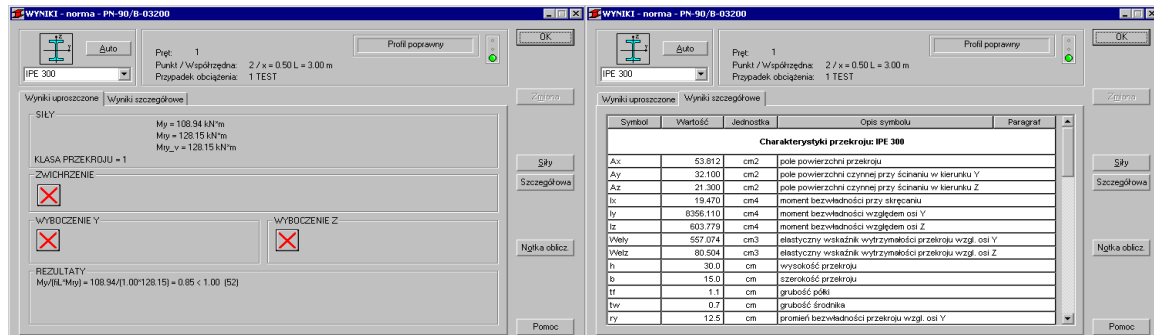 WYNIKI - norma - PN-90/B-03200
Auto
IPE 300
Pręt: 1
Punkt / Współrzędna: 2 / x = 0.50 L = 3.00 m
Przypadek obciążenia: 1 TEST
Profil poprawny
OK
Zmiana
Siły
Szczegółowa
Notka oblicz.
Pomoc
Wyniki uproszczone Wyniki szczegółowe
SIŁY
My = 108.94 kN*m
Mry = 128.15 kN*m
Mry_v = 128.15 kN*m
KLASA PRZEKROJU = 1
ZWICHRZENIE
WYBOCZENIE Y
WYBOCZENIE Z
REZULTATY
My/(fiL*Mry) = 108.94/(1.00*128.15) = 0.85 < 1.00 (52)
WYNIKI - norma - PN-90/B-03200
Auto
IPE 300
Pręt: 1
Punkt / Współrzędna: 2 / x = 0.50 L = 3.00 m
Przypadek obciążenia: 1 TEST
Profil poprawny
OK
Zmiana
Siły
Szczegółowa
Notka oblicz.
Pomoc
Wyniki uproszczone Wyniki szczegółowe
Symbol Wartość Jednostka Opis symbolu Paragraf
Charakterystyki przekroju: IPE 300
Ax 53.812 cm2 pole powierzchni przekroju
Ay 32.100 cm2 pole powierzchni czynnej przy ścinaniu w kierunku Y
Az 21.300 cm2 pole powierzchni czynnej przy ścinaniu w kierunku Z
Ix 19.470 cm4 moment bezwładności przy skręcaniu
Iy 8356.110 cm4 moment bezwładności względem osi Y
Iz 603.779 cm4 moment bezwładności względem osi Z
Wely 557.074 cm3 elastyczny wskaźnik wytrzymałości przekroju wzgl. osi Y
Welz 80.504 cm3 elastyczny wskaźnik wytrzymałości przekroju wzgl. osi Z
h 30.0 cm wysokość przekroju
b 15.0 cm szerokość przekroju
tf 1.1 cm grubość półki
tw 0.7 cm grubość środnika
ry 12.5 cm promień bezwładności przekroju wzgl. osi Y